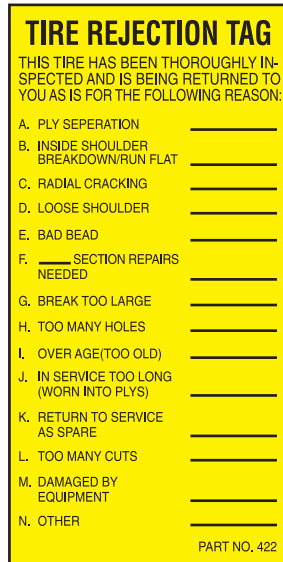 TIRE REJECTION TAG
THIS TIRE HAS BEEN THOROUGHLY IN-
SPECTED AND IS BEING RETURNED TO
YOU AS IS FOR THE FOLLOWING REASON:
A. PLY SEPERATION
B. INSIDE SHOULDER
BREAKDOWN/RUN FLAT
C. RADIAL CRACKING
D. LOOSE SHOULDER
E. BAD BEAD
F. ____ SECTION REPAIRS
NEEDED
G. BREAK TOO LARGE
H. TOO MANY HOLES
I. OVER AGE(TOO OLD)
J. IN SERVICE TOO LONG
(WORN INTO PLYS)
K. RETURN TO SERVICE
AS SPARE
L. TOO MANY CUTS
M. DAMAGED BY
EQUIPMENT
N. OTHER
PART NO. 422